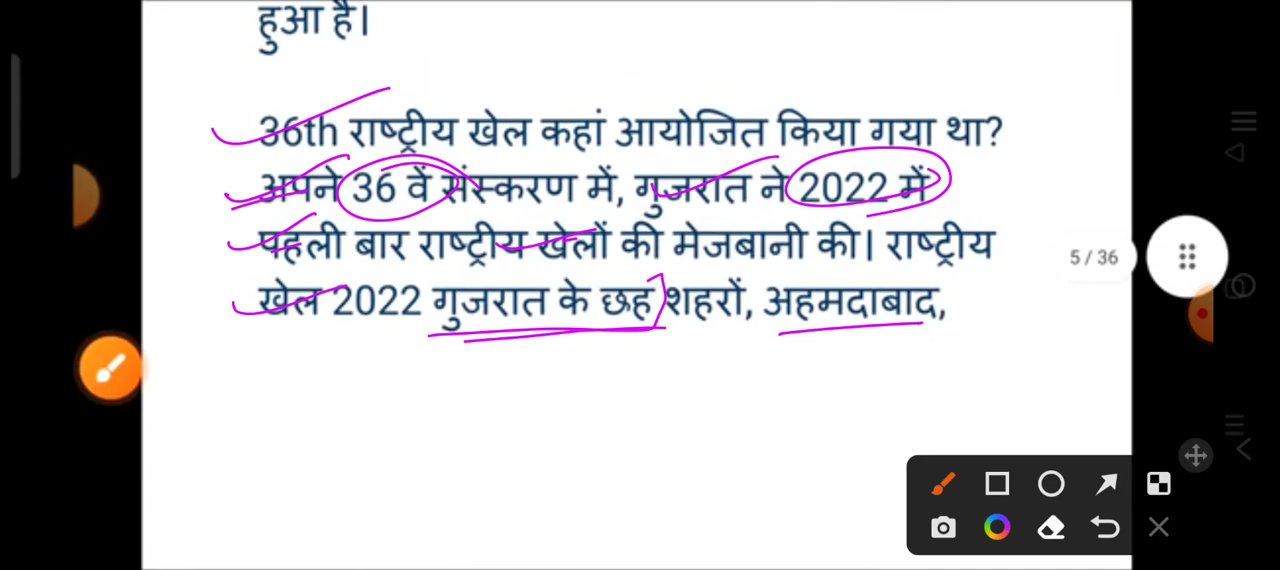 हुआ है।
36th राष्ट्रीय खेल कहां आयोजित किया गया था?
अपने 36 वें संस्करण में, गुजरात ने 2022 में
पहली बार राष्ट्रीय खेलों की मेजबानी की। राष्ट्रीय
खेल 2022 गुजरात के छह शहरों, अहमदाबाद,
5 / 36